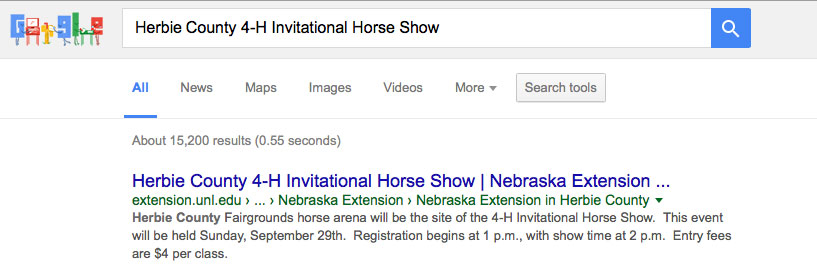 Google
Herbie County 4-H Invitational Horse Show
All News Maps Images Videos More Search tools
About 15,200 results (0.55 seconds)
Herbie County 4-H Invitational Horse Show | Nebraska Extension ...
extension.unl.edu › ... › Nebraska Extension › Nebraska Extension in Herbie County
Herbie County Fairgrounds horse arena will be the site of the 4-H Invitational Horse Show. This event
will be held Sunday, September 29th. Registration begins at 1 p.m., with show time at 2 p.m. Entry fees
are $4 per class.